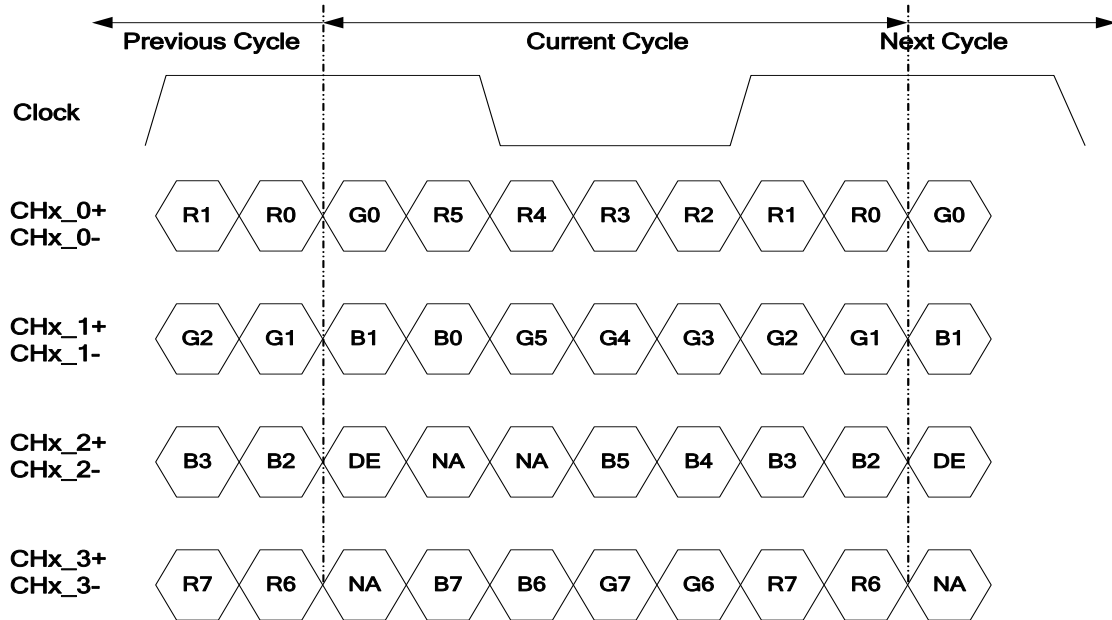 Previous Cycle Current Cycle Next Cycle
Clock
CHx_0+
CHx_0-
R1 R0 G0 R5 R4 R3 R2 R1 R0 G0
CHx_1+
CHx_1-
G2 G1 B1 B0 G5 G4 G3 G2 G1 B1
CHx_2+
CHx_2-
B3 B2 DE NA NA B5 B4 B3 B2 DE
CHx_3+
CHx_3-
R7 R6 NA B7 B6 G7 G6 R7 R6 NA